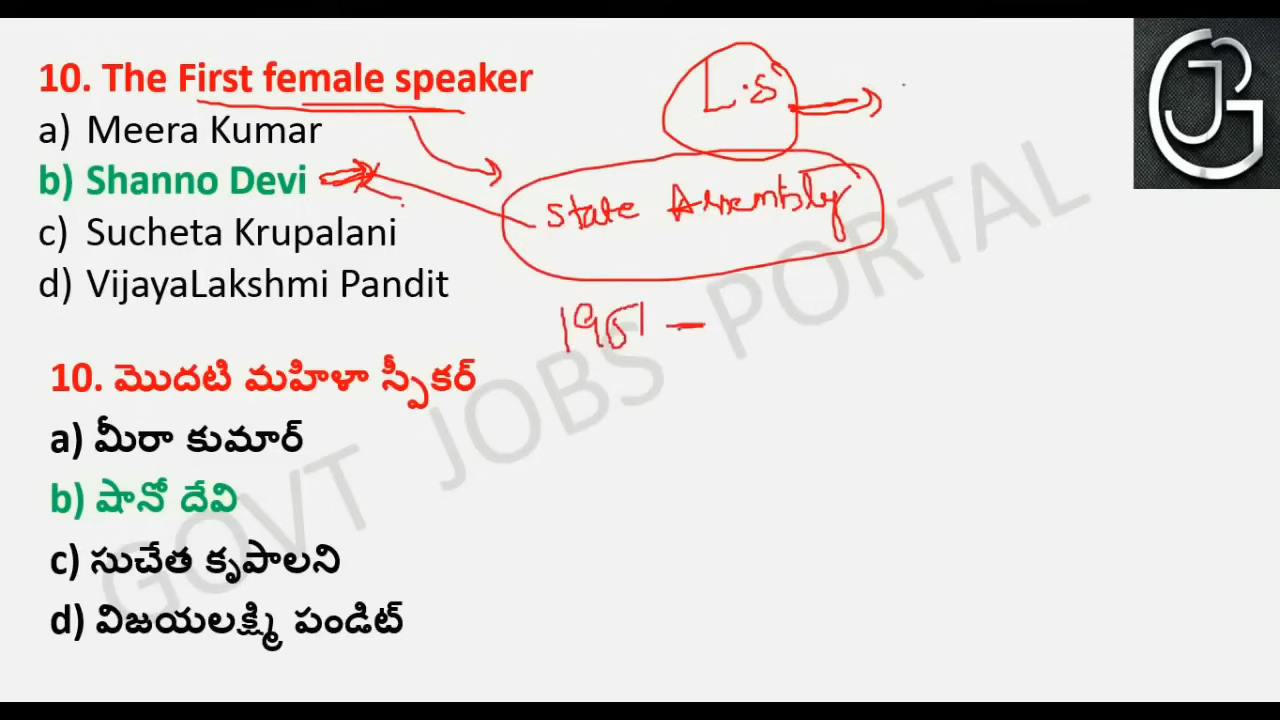 10. The First female speaker
a) Meera Kumar
b) Shanno Devi
c) Sucheta Krupalani
d) VijayaLakshmi Pandit
L.S
State Assembly
1951 -
10. మొదటి మహిళా స్పీకర్
a) మీరా కుమార్
b) షానో దేవి
c) సుచేత కృపాలని
d) విజయలక్ష్మి పండిట్
GOVT JOBS PORTAL
GJ